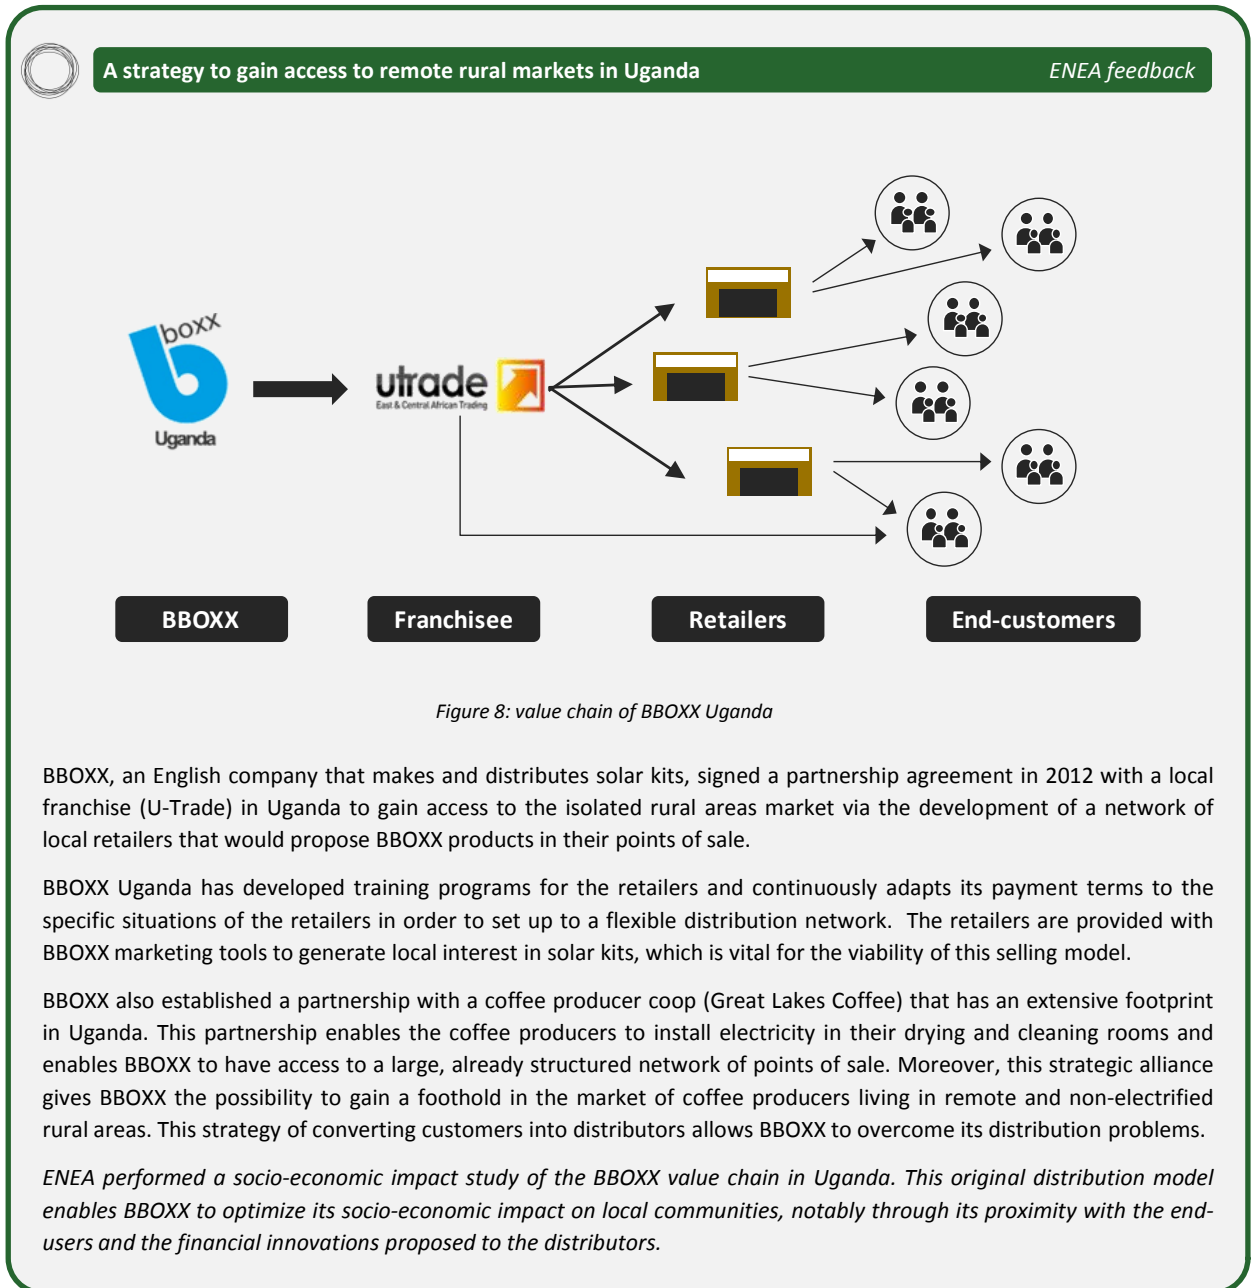 A strategy to gain access to remote rural markets in Uganda
ENEA feedback
boxx
b
Uganda
utrade
East & Central African Trading
BBOXX
Franchisee
Retailers
End-customers
Figure 8: value chain of BBOXX Uganda
BBOXX, an English company that makes and distributes solar kits, signed a partnership agreement in 2012 with a local
franchise (U-Trade) in Uganda to gain access to the isolated rural areas market via the development of a network of
local retailers that would propose BBOXX products in their points of sale.
BBOXX Uganda has developed training programs for the retailers and continuously adapts its payment terms to the
specific situations of the retailers in order to set up to a flexible distribution network. The retailers are provided with
BBOXX marketing tools to generate local interest in solar kits, which is vital for the viability of this selling model.
BBOXX also established a partnership with a coffee producer coop (Great Lakes Coffee) that has an extensive footprint
in Uganda. This partnership enables the coffee producers to install electricity in their drying and cleaning rooms and
enables BBOXX to have access to a large, already structured network of points of sale. Moreover, this strategic alliance
gives BBOXX the possibility to gain a foothold in the market of coffee producers living in remote and non-electrified
rural areas. This strategy of converting customers into distributors allows BBOXX to overcome its distribution problems.
ENEA performed a socio-economic impact study of the BBOXX value chain in Uganda. This original distribution model
enables BBOXX to optimize its socio-economic impact on local communities, notably through its proximity with the end-
users and the financial innovations proposed to the distributors.